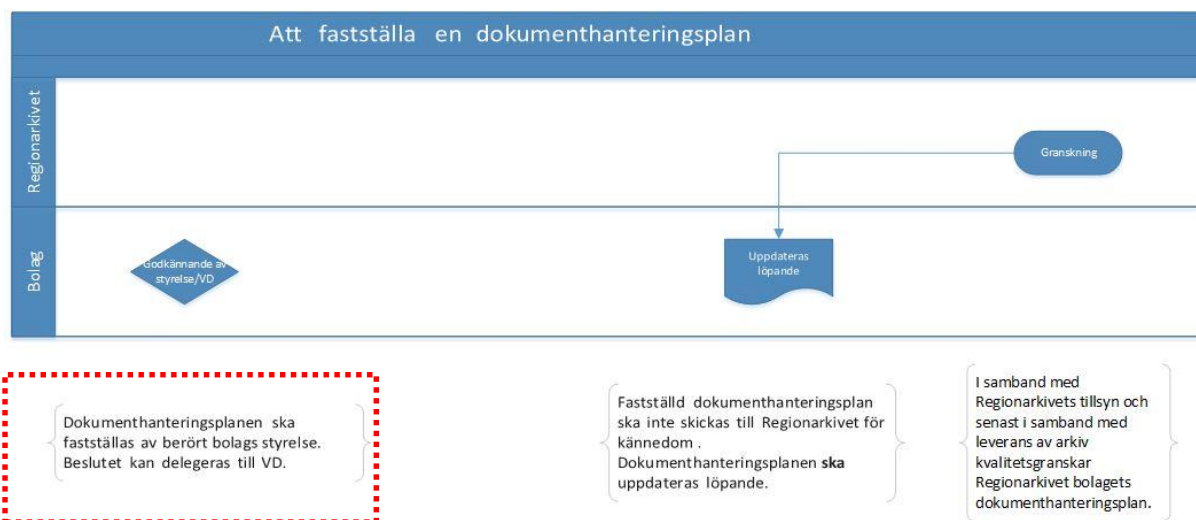 Att fastställa en dokumenthanteringsplan
Regionarkivet
Granskning
Bolag
Godkännande av
styrelse/VD
Uppdateras
löpande
Dokumenthanteringsplanen ska
fastställas av berört bolags styrelse.
Beslutet kan delegeras till VD.
Fastställd dokumenthanteringsplan
ska inte skickas till Regionarkivet för
kännedom .
Dokumenthanteringsplanen ska
uppdateras löpande.
I samband med
Regionarkivets tillsyn och
senast i samband med
leverans av arkiv
kvalitetsgranskar
Regionarkivet bolagets
dokumenthanteringsplan.